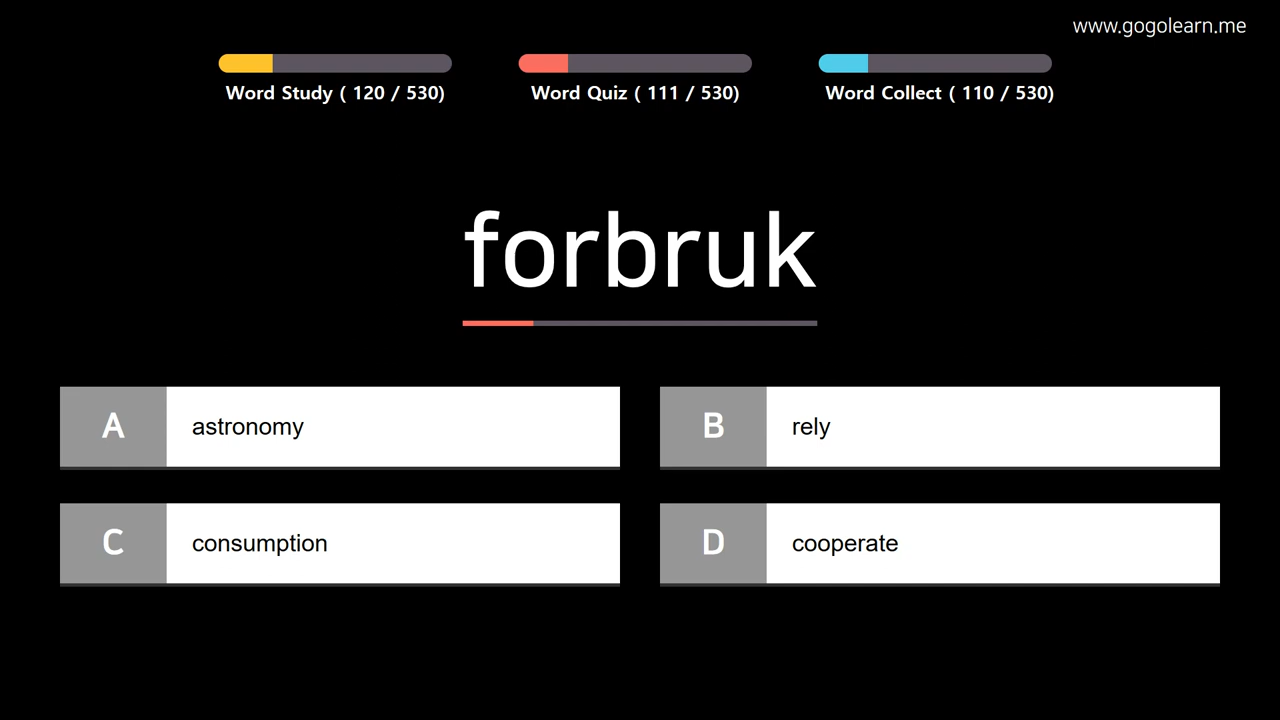 www.gogolearn.me
Word Study ( 120 / 530)
Word Quiz ( 111 / 530)
Word Collect ( 110 / 530)
forbruk
A astronomy
B rely
C consumption
D cooperate